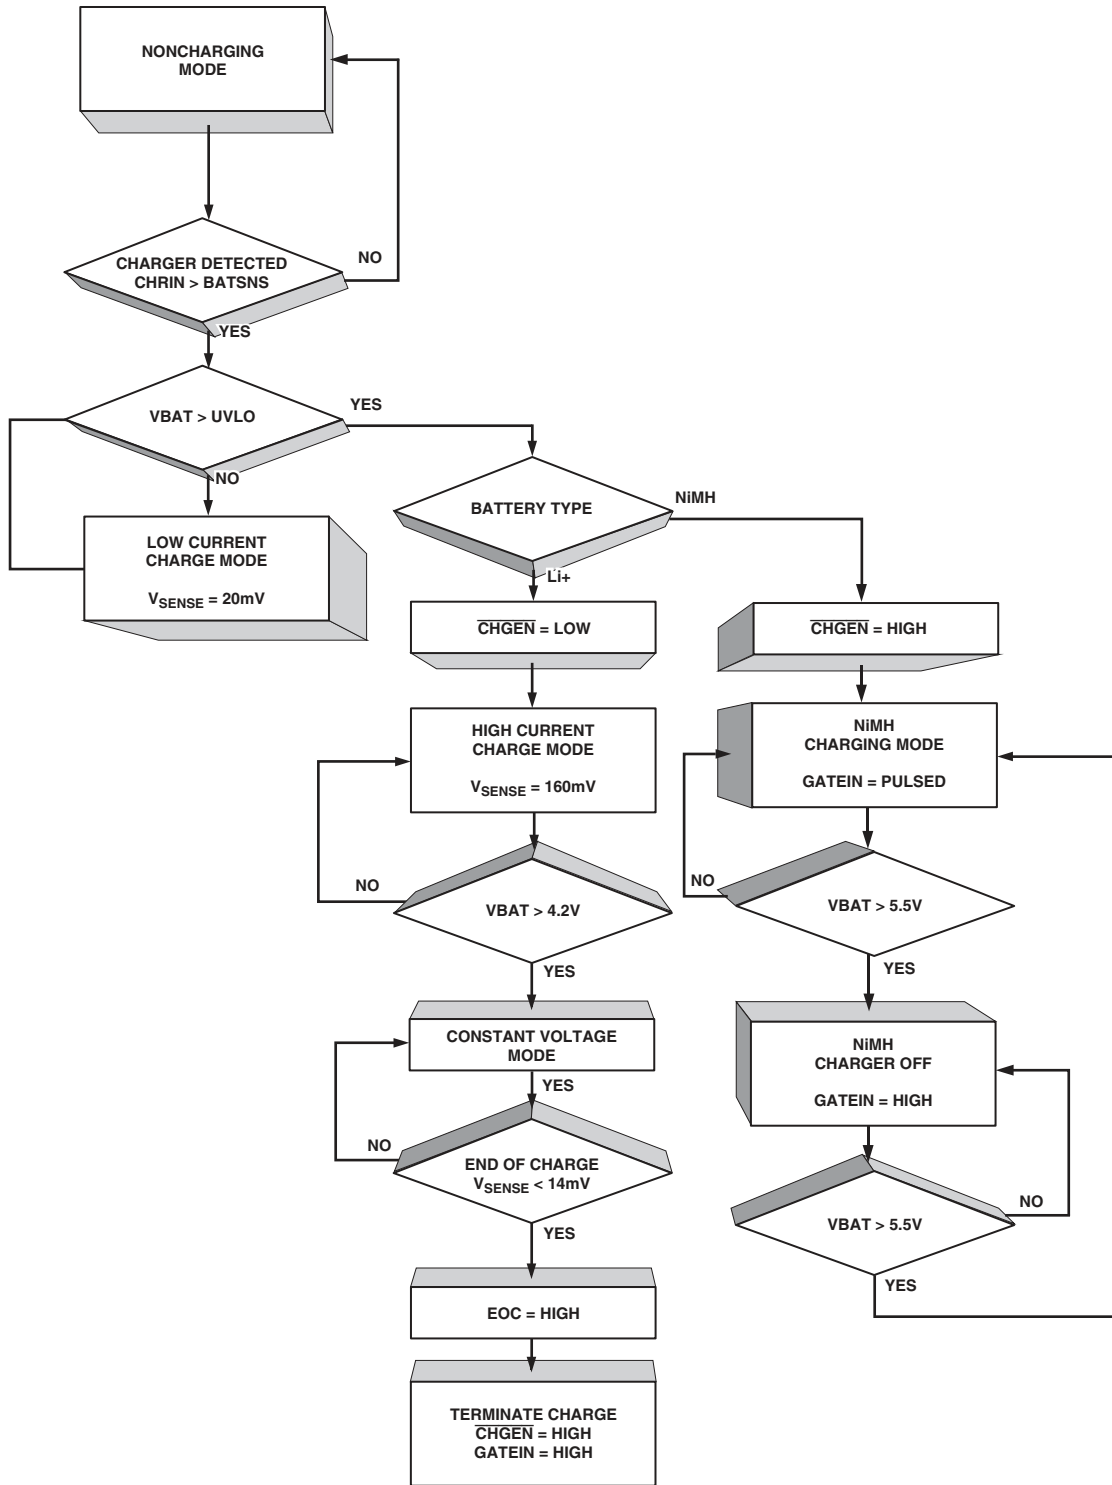 NONCHARGING
MODE
CHARGER DETECTED
CHRIN > BATSNS
NO
YES
VBAT > UVLO
YES
NO
LOW CURRENT
CHARGE MODE
VSENSE = 20mV
BATTERY TYPE
NiMH
Li+
CHGEN = LOW
CHGEN = HIGH
HIGH CURRENT
CHARGE MODE
VSENSE = 160mV
NiMH
CHARGING MODE
GATEIN = PULSED
NO
VBAT > 4.2V
YES
NO
VBAT > 5.5V
YES
CONSTANT VOLTAGE
MODE
YES
NiMH
CHARGER OFF
GATEIN = HIGH
NO
END OF CHARGE
VSENSE < 14mV
YES
NO
VBAT > 5.5V
YES
EOC = HIGH
TERMINATE CHARGE
CHGEN = HIGH
GATEIN = HIGH